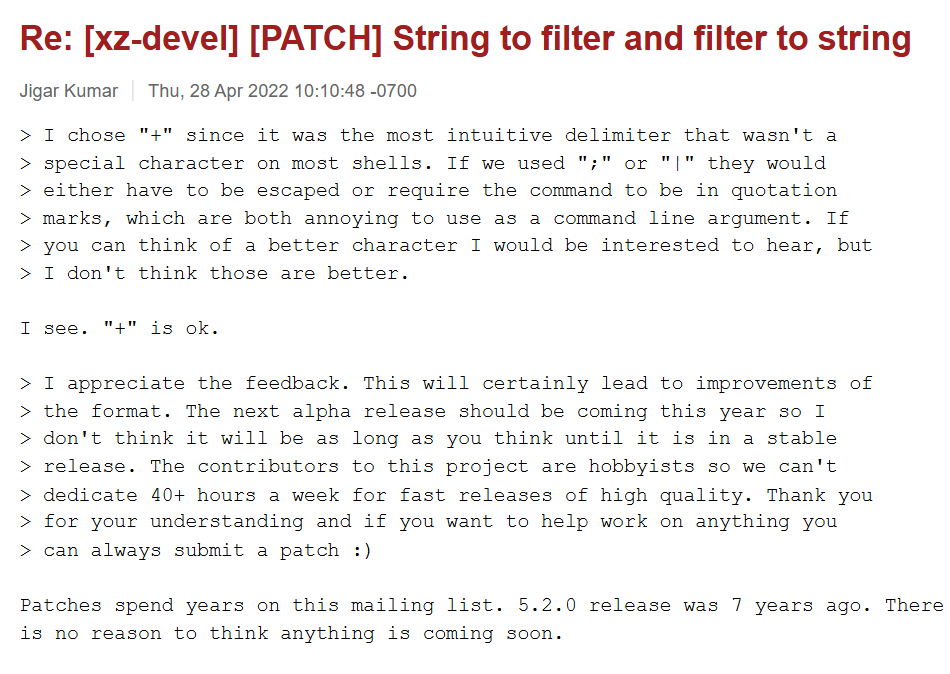 Re: [xz-devel] [PATCH] String to filter and filter to string
Jigar Kumar Thu, 28 Apr 2022 10:10:48 -0700
> I chose "+" since it was the most intuitive delimiter that wasn't a
> special character on most shells. If we used ";" or "|" they would
> either have to be escaped or require the command to be in quotation
> marks, which are both annoying to use as a command line argument. If
> you can think of a better character I would be interested to hear, but
> I don't think those are better.
I see. "+" is ok.
> I appreciate the feedback. This will certainly lead to improvements of
> the format. The next alpha release should be coming this year so I
> don't think it will be as long as you think until it is in a stable
> release. The contributors to this project are hobbyists so we can't
> dedicate 40+ hours a week for fast releases of high quality. Thank you
> for your understanding and if you want to help work on anything you
> can always submit a patch :)
Patches spend years on this mailing list. 5.2.0 release was 7 years ago. There
is no reason to think anything is coming soon.